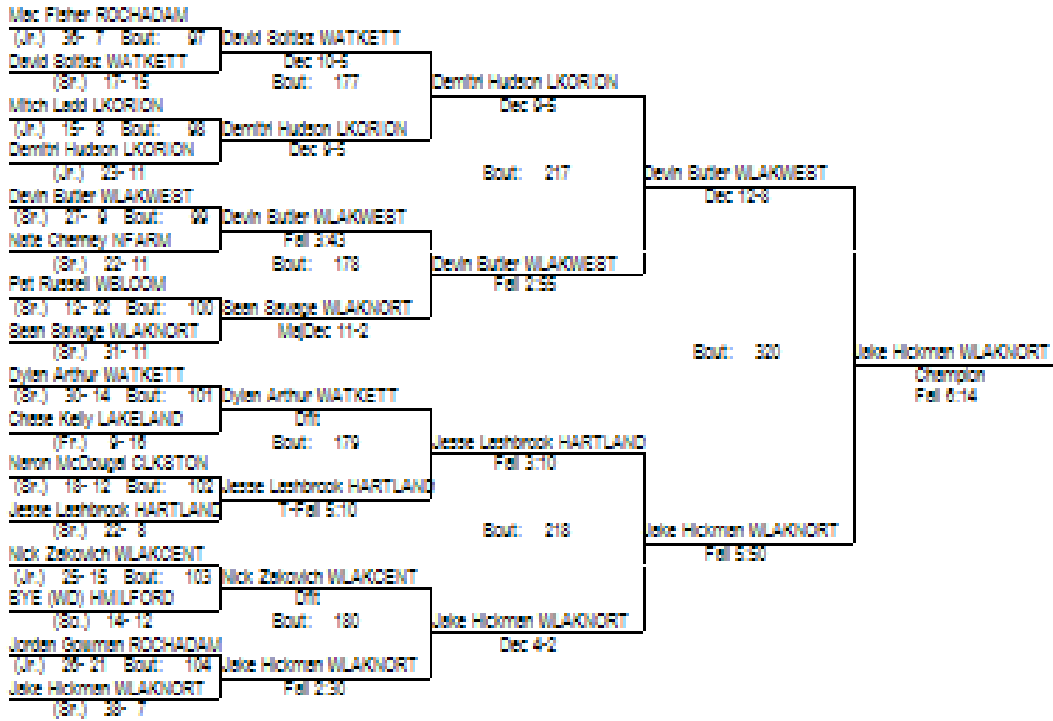 Mac Fisher ROCHADAM
(Jr.) 36- 7 Bout: 97
David Spitlez WATKETT
(Sr.) 17- 15
Mitch Ladd LKORION
(Jr.) 15- 8 Bout: 98
Demitri Hudson LKORION
(Jr.) 23- 11
Devin Butler WLAKWEST
(Sr.) 27- 9 Bout: 99
Nate Cherney NFARM
(Sr.) 22- 11
Pat Russell WBLOOM
(Sr.) 12- 22 Bout: 100
Sean Savage WLAKNORT
(Sr.) 31- 11
Dylan Arthur WATKETT
(Sr.) 30- 14 Bout: 101
Chase Kelly LAKELAND
(Fr.) 9- 16
McDougal CLKSTON
(Sr.) 18- 12 Bout: 102
Jesse Lashbrook HARTLAND
(Sr.) 22- 8
Nick Zakovich WLAKCENT
(Jr.) 25- 15 Bout: 103
BYE (WD) HMILFORD
(So.) 14- 12
Jordan ROCHADAM
(Jr.) 26- 21 Bout: 104
Jake Hickman WLAKNORT
(Sr.) 38- 7
David WATKETT
Dec 10-
Bout: 177
Demitri Hudson LKORION
Dec 9-5
Devin Butler WLAKWEST
Fall 3:43
Bout: 178
Sean Savage WLAKNORT
MajDec 11-2
Dylan Arthur WATKETT
Dflt
Bout: 179
Jesse Lashbrook HARTLAND
T-Fall 5:10
Nick Zakovich WLAKCENT
Dflt
Bout: 180
Jake Hickman WLAKNORT
Fall 2:30
Demitri Hudson LKORION
Dec 9-5
Bout: 217
Devin Butler WLAKWEST
Fall 2:55
Jesse Lashbrook HARTLAND
Fall 3:10
Bout: 218
Jake Hickman WLAKNORT
Dec 4-2
Devin Butler WLAKWEST
Dec 12-8
Bout: 320
Jake Hickman WLAKNORT
Fall 5:50
Jake Hickman WLAKNORT
Champion
Fall 5:14